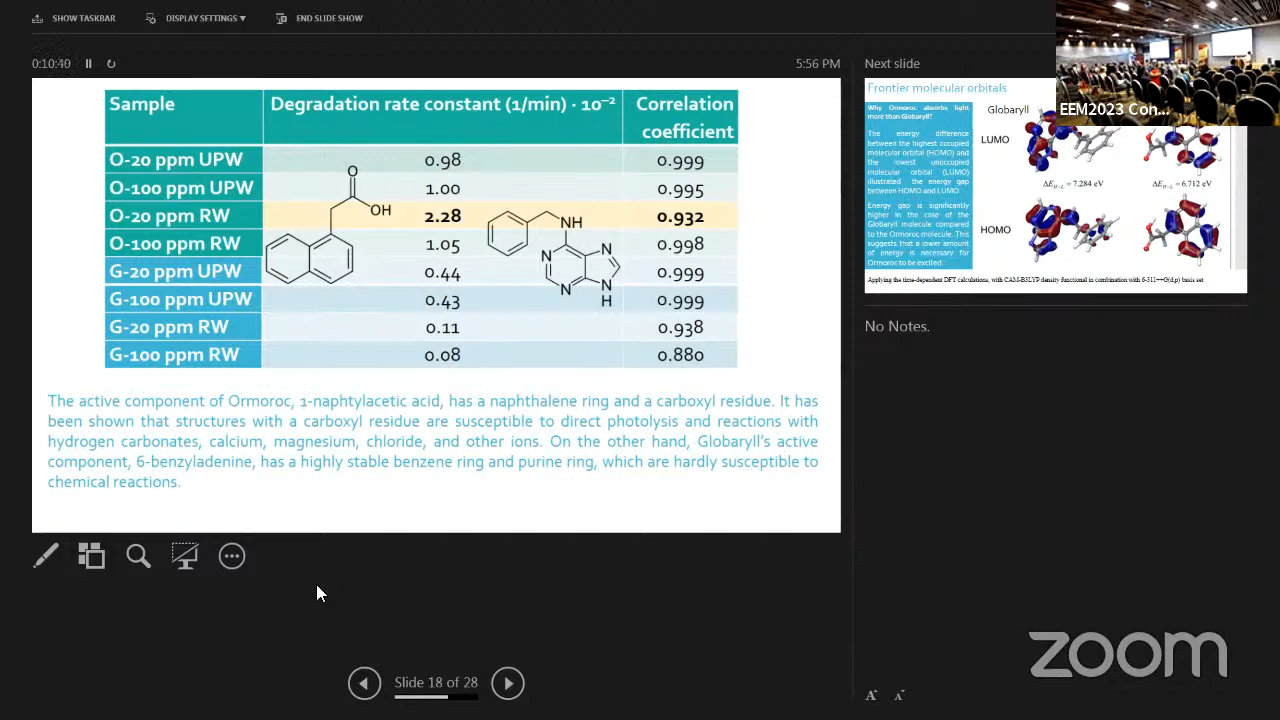 SHOW TASKBAR DISPLAY SETTINGS ▼ END SLIDE SHOW
0:10:40 5:56 PM
Sample Degradation rate constant (1/min) · 10⁻² Correlation coefficient
O-20 ppm UPW 0.98 0.999
O-100 ppm UPW 1.00 0.995
O-20 ppm RW 2.28 0.932
O-100 ppm RW 1.05 0.998
G-20 ppm UPW 0.44 0.999
G-100 ppm UPW 0.43 0.999
G-20 ppm RW 0.11 0.938
G-100 ppm RW 0.08 0.880
O
OH
NH
N
N
N
N
H
The active component of Ormoroc, 1-naphtylacetic acid, has a naphthalene ring and a carboxyl residue. It has
been shown that structures with a carboxyl residue are susceptible to direct photolysis and reactions with
hydrogen carbonates, calcium, magnesium, chloride, and other ions. On the other hand, Globaryll's active
component, 6-benzyladenine, has a highly stable benzene ring and purine ring, which are hardly susceptible to
chemical reactions.
Slide 18 of 28
Next slide
Frontier molecular orbitals
Why Ormoroc absorbs light
more than Globaryll?
The energy difference
between the highest occupied
molecular orbital (HOMO) and
the lowest unoccupied
molecular orbital (LUMO)
illustrated the energy gap
between HOMO and LUMO
Energy gap is significantly
higher in the case of the
Globaryll molecule compared
to the Ormoroc molecule. This
suggests that a lower amount
of energy is necessary for
Ormoroc to be excited.
Globaryll
LUMO
ΔE_H-L = 7.284 eV ΔE_H-L = 6.712 eV
HOMO
Applying the time-dependent DFT calculations, with CAM-B3LYP density functional in combination with 6-311++G(d,p) basis set
EEM2023 Con...
No Notes.
zoom
A A